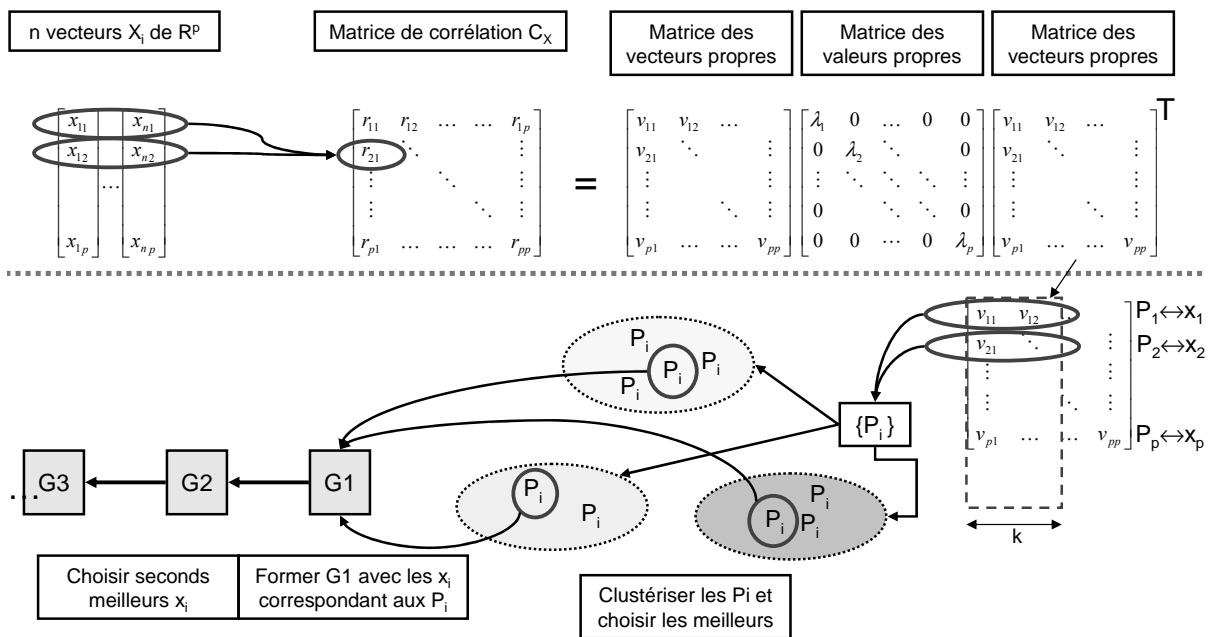 n vecteurs Xi de R^p
Matrice de corrélation C_X
Matrice des
vecteurs propres
Matrice des
valeurs propres
Matrice des
vecteurs propres
x_11 x_n1
x_12 x_n2
...
x_1p x_np
r_11 r_12 … … r_1p
r_21 ⋱ ⋮
⋮ ⋱ ⋮
⋮ ⋱ ⋮
r_p1 … … … r_pp
=
v_11 v_12 …
v_21 ⋱ ⋮
⋮ ⋮
⋮ ⋱ ⋮
v_p1 … … v_pp
λ_1 0 … 0 0
0 λ_2 ⋱ 0
⋮ ⋱ ⋱ ⋱ ⋮
0 ⋱ ⋱ 0
0 0 … 0 λ_p
v_11 v_12 …
v_21 ⋱ ⋮
⋮ ⋮
⋮ ⋱ ⋮
v_p1 … … v_pp
T
v_11 v_12 . P_1↔x_1
v_21 ⋱ ⋮ P_2↔x_2
⋮ ⋮
⋮ ⋱ ⋮
v_p1 … … v_pp P_p↔x_p
k
{P_i}
P_i
P_i P_i
P_i
P_i
P_i
P_i
P_i P_i
... G3
G2
G1
Choisir seconds
meilleurs x_i
Former G1 avec les x_i
correspondant aux P_i
Clustériser les Pi et
choisir les meilleurs